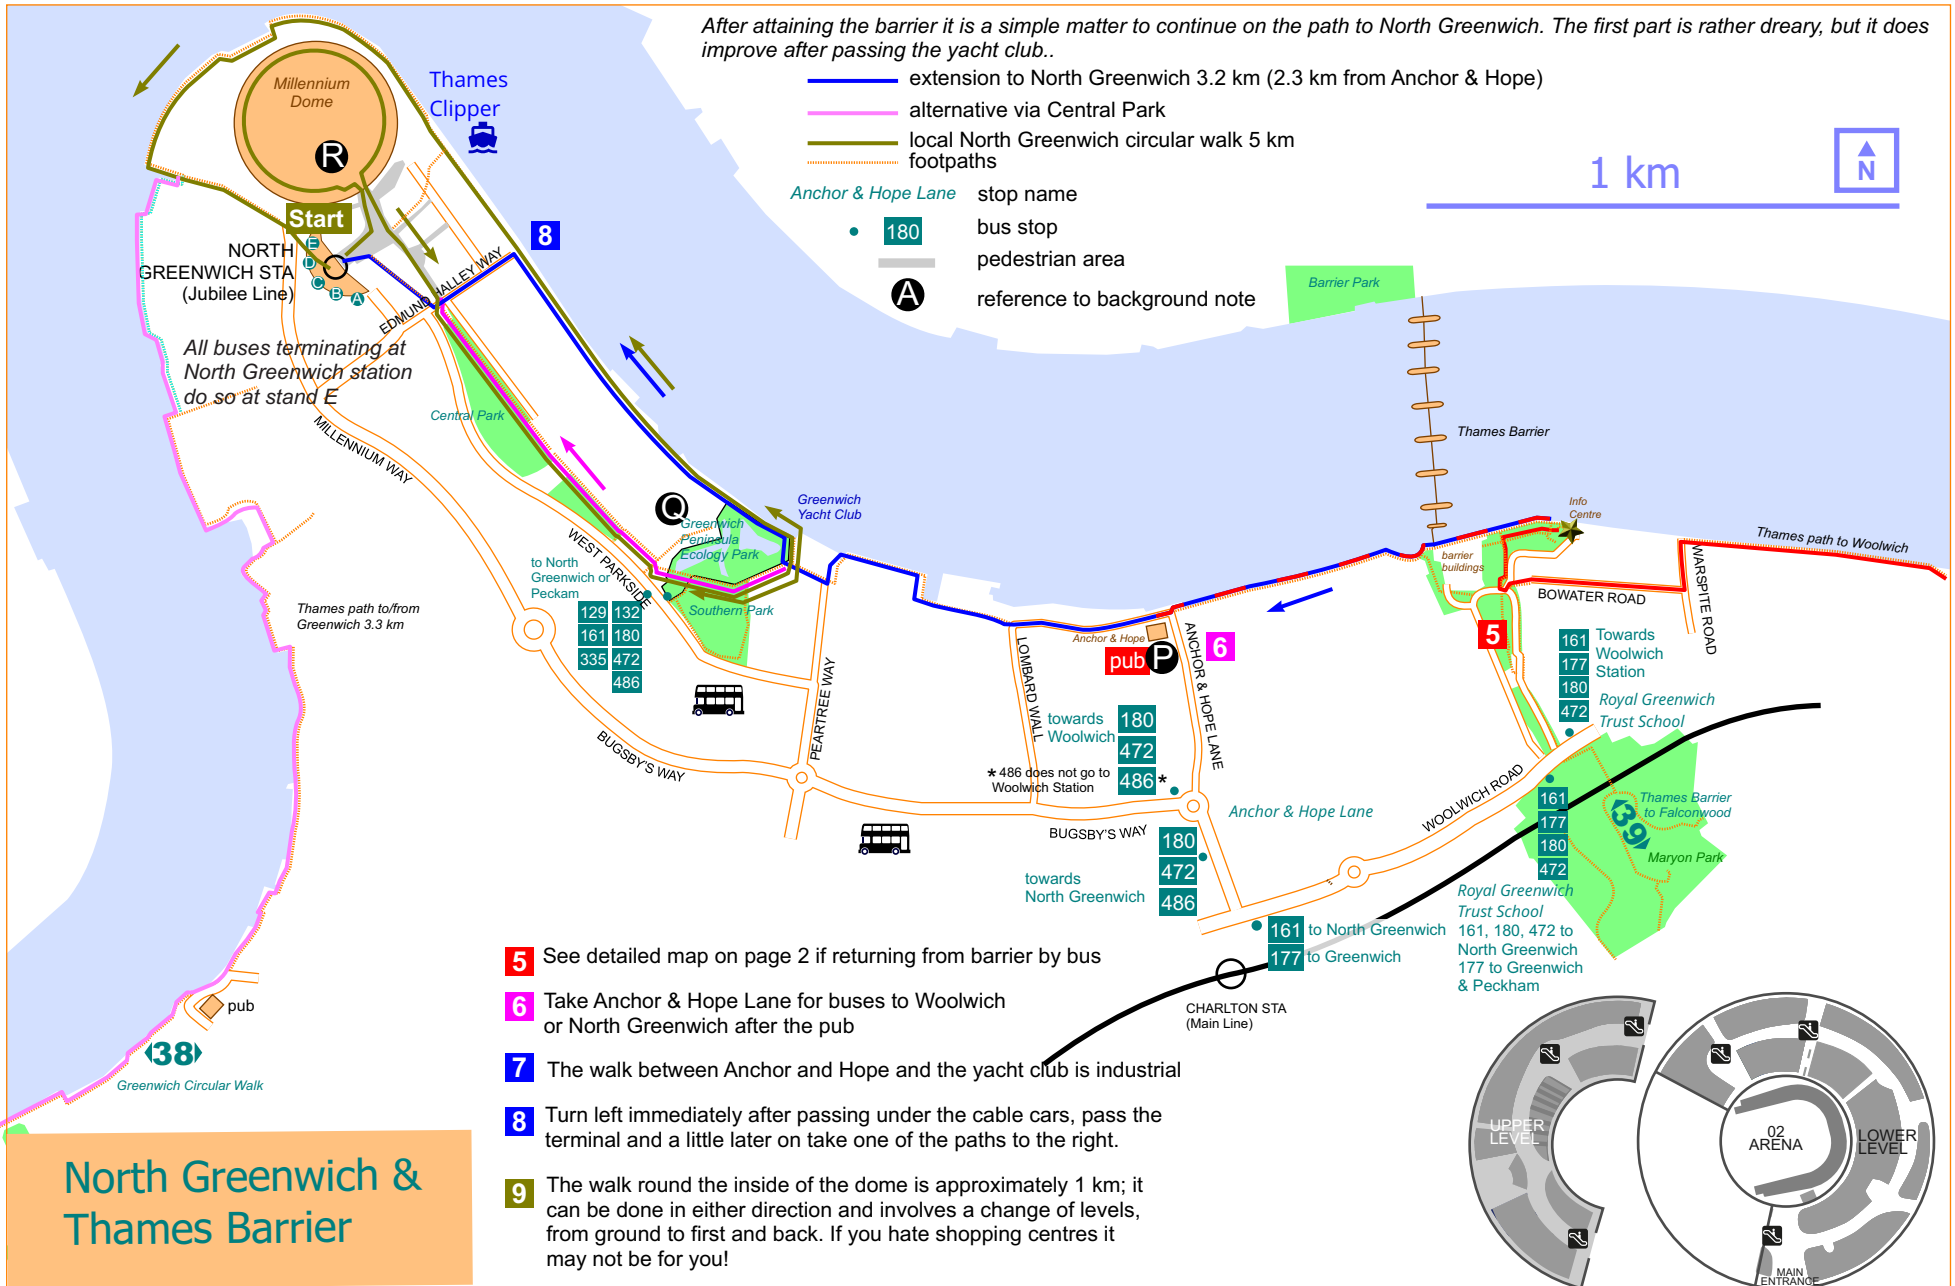 After attaining the barrier it is a simple matter to continue on the path to North Greenwich. The first part is rather dreary, but it does
improve after passing the yacht club..
extension to North Greenwich 3.2 km (2.3 km from Anchor & Hope)
alternative via Central Park
local North Greenwich circular walk 5 km
footpaths
Anchor & Hope Lane stop name
180 bus stop
pedestrian area
A reference to background note
1 km
N
Millennium
Dome
R
Thames
Clipper
Start
NORTH
GREENWICH STA
(Jubilee Line)
E
D
C
B
A
8
EDMUND HALLEY WAY
All buses terminating at
North Greenwich station
do so at stand E
Central Park
MILLENNIUM WAY
Barrier Park
Thames Barrier
Info
Centre
barrier
buildings
Thames path to Woolwich
WARSPITE ROAD
BOWATER ROAD
Greenwich
Yacht Club
Q
Greenwich
Peninsula
Ecology Park
WEST PARKSIDE
Southern Park
to North
Greenwich or
Peckam
129 132
161 180
335 472
486
Thames path to/from
Greenwich 3.3 km
PEARTREE WAY
LOMBARD WALL
Anchor & Hope
pub
P
6
ANCHOR & HOPE LANE
5
161
177
180
472
Towards
Woolwich
Station
Royal Greenwich
Trust School
towards
Woolwich
180
472
486 *
* 486 does not go to
Woolwich Station
BUGSBY'S WAY
BUGSBY'S WAY
Anchor & Hope Lane
WOOLWICH ROAD
towards
North Greenwich
180
472
486
161
177
180
472
Thames Barrier
to Falconwood
39
Maryon Park
Royal Greenwich
Trust School
161, 180, 472 to
North Greenwich
177 to Greenwich
& Peckham
161 to North Greenwich
177 to Greenwich
CHARLTON STA
(Main Line)
pub
38
Greenwich Circular Walk
5 See detailed map on page 2 if returning from barrier by bus
6 Take Anchor & Hope Lane for buses to Woolwich
or North Greenwich after the pub
7 The walk between Anchor and Hope and the yacht club is industrial
8 Turn left immediately after passing under the cable cars, pass the
terminal and a little later on take one of the paths to the right.
9 The walk round the inside of the dome is approximately 1 km; it
can be done in either direction and involves a change of levels,
from ground to first and back. If you hate shopping centres it
may not be for you!
North Greenwich &
Thames Barrier
UPPER
LEVEL
02
ARENA
LOWER
LEVEL
MAIN
ENTRANCE